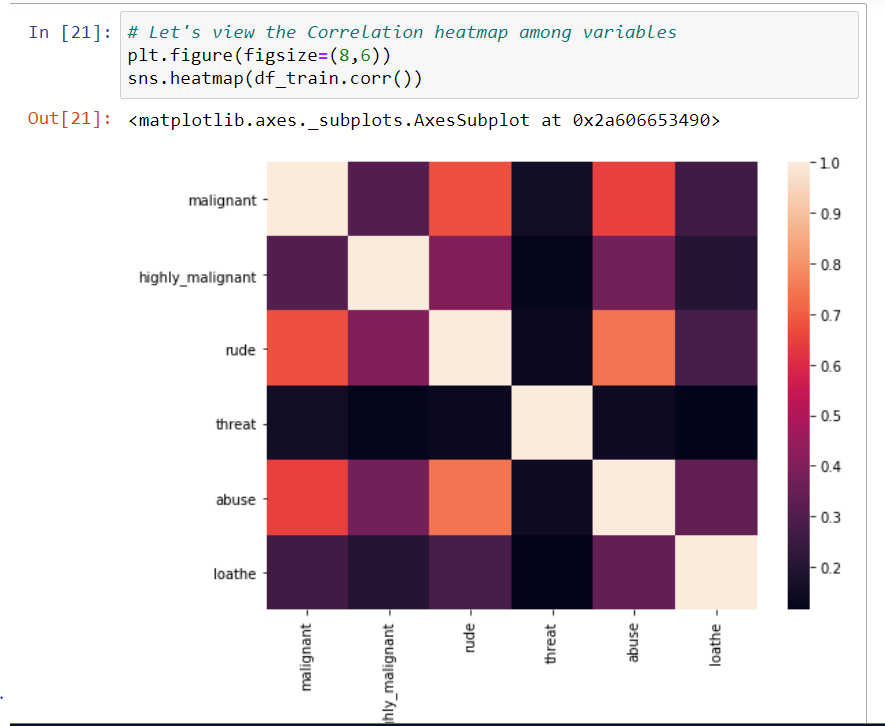 In [21]: # Let's view the Correlation heatmap among variables
plt.figure(figsize=(8,6))
sns.heatmap(df_train.corr())
Out[21]: <matplotlib.axes._subplots.AxesSubplot at 0x2a606653490>
malignant
highly_malignant
rude
threat
abuse
loathe
1.0
0.9
0.8
0.7
0.6
0.5
0.4
0.3
0.2
malignant
hly_malignant
rude
threat
abuse
loathe